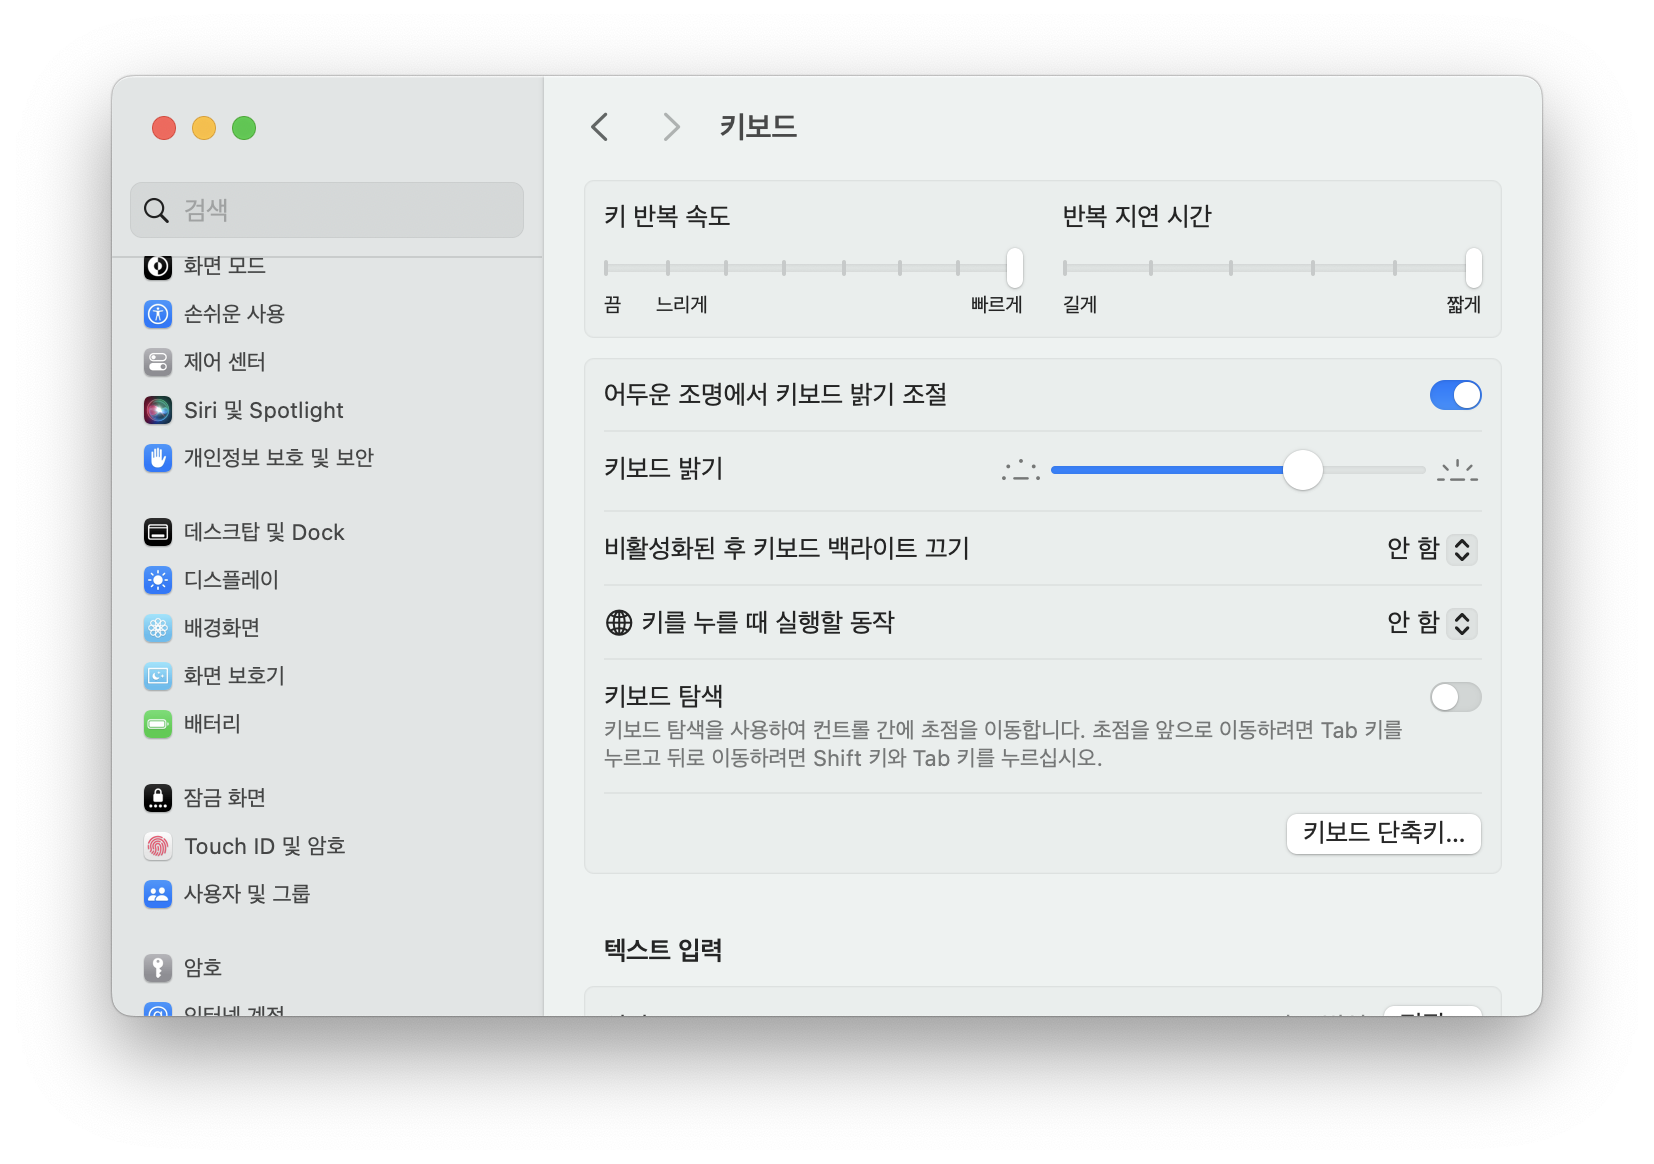 키보드
검색
화면 모드
손쉬운 사용
제어 센터
Siri 및 Spotlight
개인정보 보호 및 보안
데스크탑 및 Dock
디스플레이
배경화면
화면 보호기
배터리
잠금 화면
Touch ID 및 암호
사용자 및 그룹
암호
인터넷 계정
키 반복 속도
반복 지연 시간
끔 느리게 빠르게
길게 짧게
어두운 조명에서 키보드 밝기 조절
키보드 밝기
비활성화된 후 키보드 백라이트 끄기 안 함
키를 누를 때 실행할 동작 안 함
키보드 탐색
키보드 탐색을 사용하여 컨트롤 간에 초점을 이동합니다. 초점을 앞으로 이동하려면 Tab 키를
누르고 뒤로 이동하려면 Shift 키와 Tab 키를 누르십시오.
키보드 단축키...
텍스트 입력